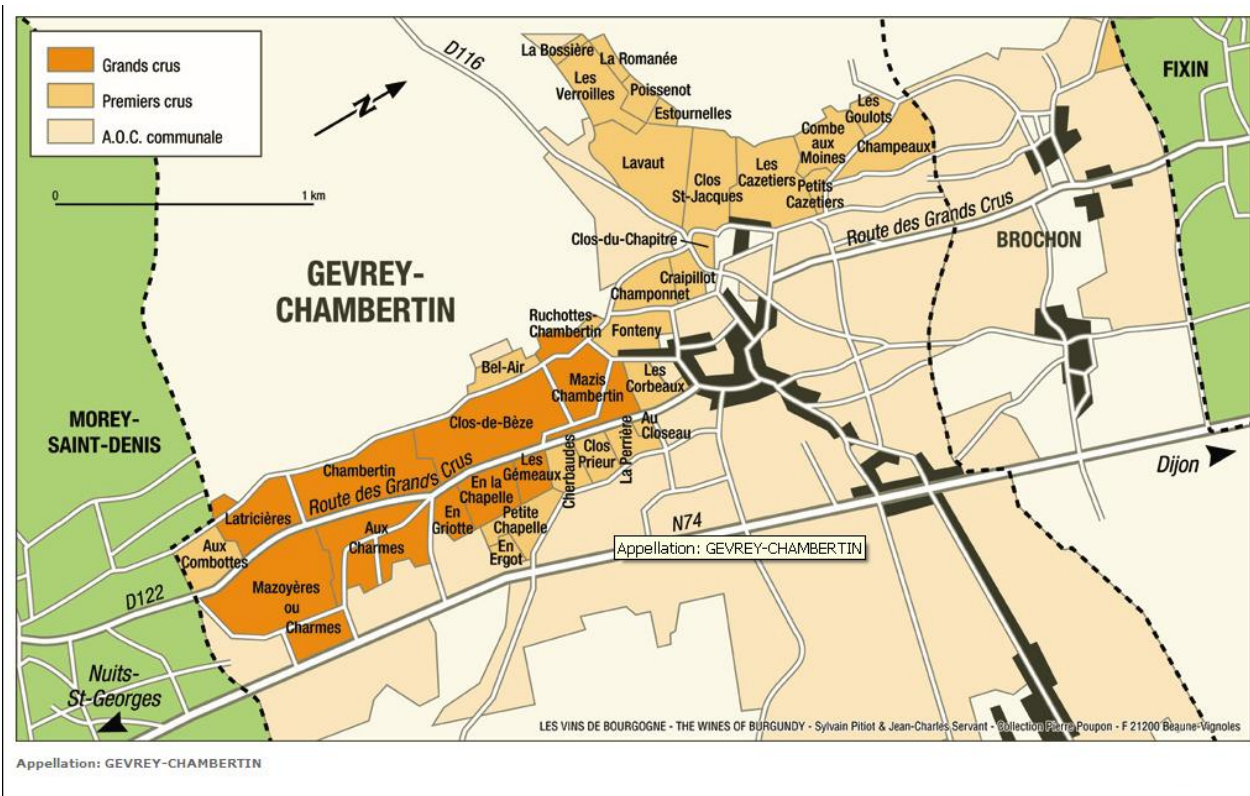 Grands crus
Premiers crus
A.O.C. communale
D116
N
0
1 km
La Bossière
La Romanée
Les
Verroilles
Poissenot
Estournelles
Les
Goulots
Combe
aux
Moines
Champeaux
Lavaut
Clos
St-Jacques
Les
Cazetiers
Petits
Cazetiers
FIXIN
Route des Grands Crus
BROCHON
Clos-du-Chapitre
GEVREY-
CHAMBERTIN
Craipillot
Champonnet
Ruchottes-
Chambertin
Fonteny
Bel-Air
Mazis
Chambertin
Les
Corbeaux
MOREY-
SAINT-DENIS
Clos-de-Bèze
Au
Closeau
La Perrière
Clos
Prieur
Cherbaudes
Les
Gémeaux
Chambertin
Route des Grands Crus
En la
Chapelle
Petite
Chapelle
En
Griotte
En
Ergot
Latricières
Aux
Charmes
Aux
Combottes
Mazoyères
ou
Charmes
D122
N74
Dijon
Appellation: GEVREY-CHAMBERTIN
Nuits-
St-Georges
LES VINS DE BOURGOGNE - THE WINES OF BURGUNDY - Sylvain Pitiot & Jean-Charles Servant - Collection Pierre Poupon - F 21200 Beaune-Vignoles
Appellation: GEVREY-CHAMBERTIN